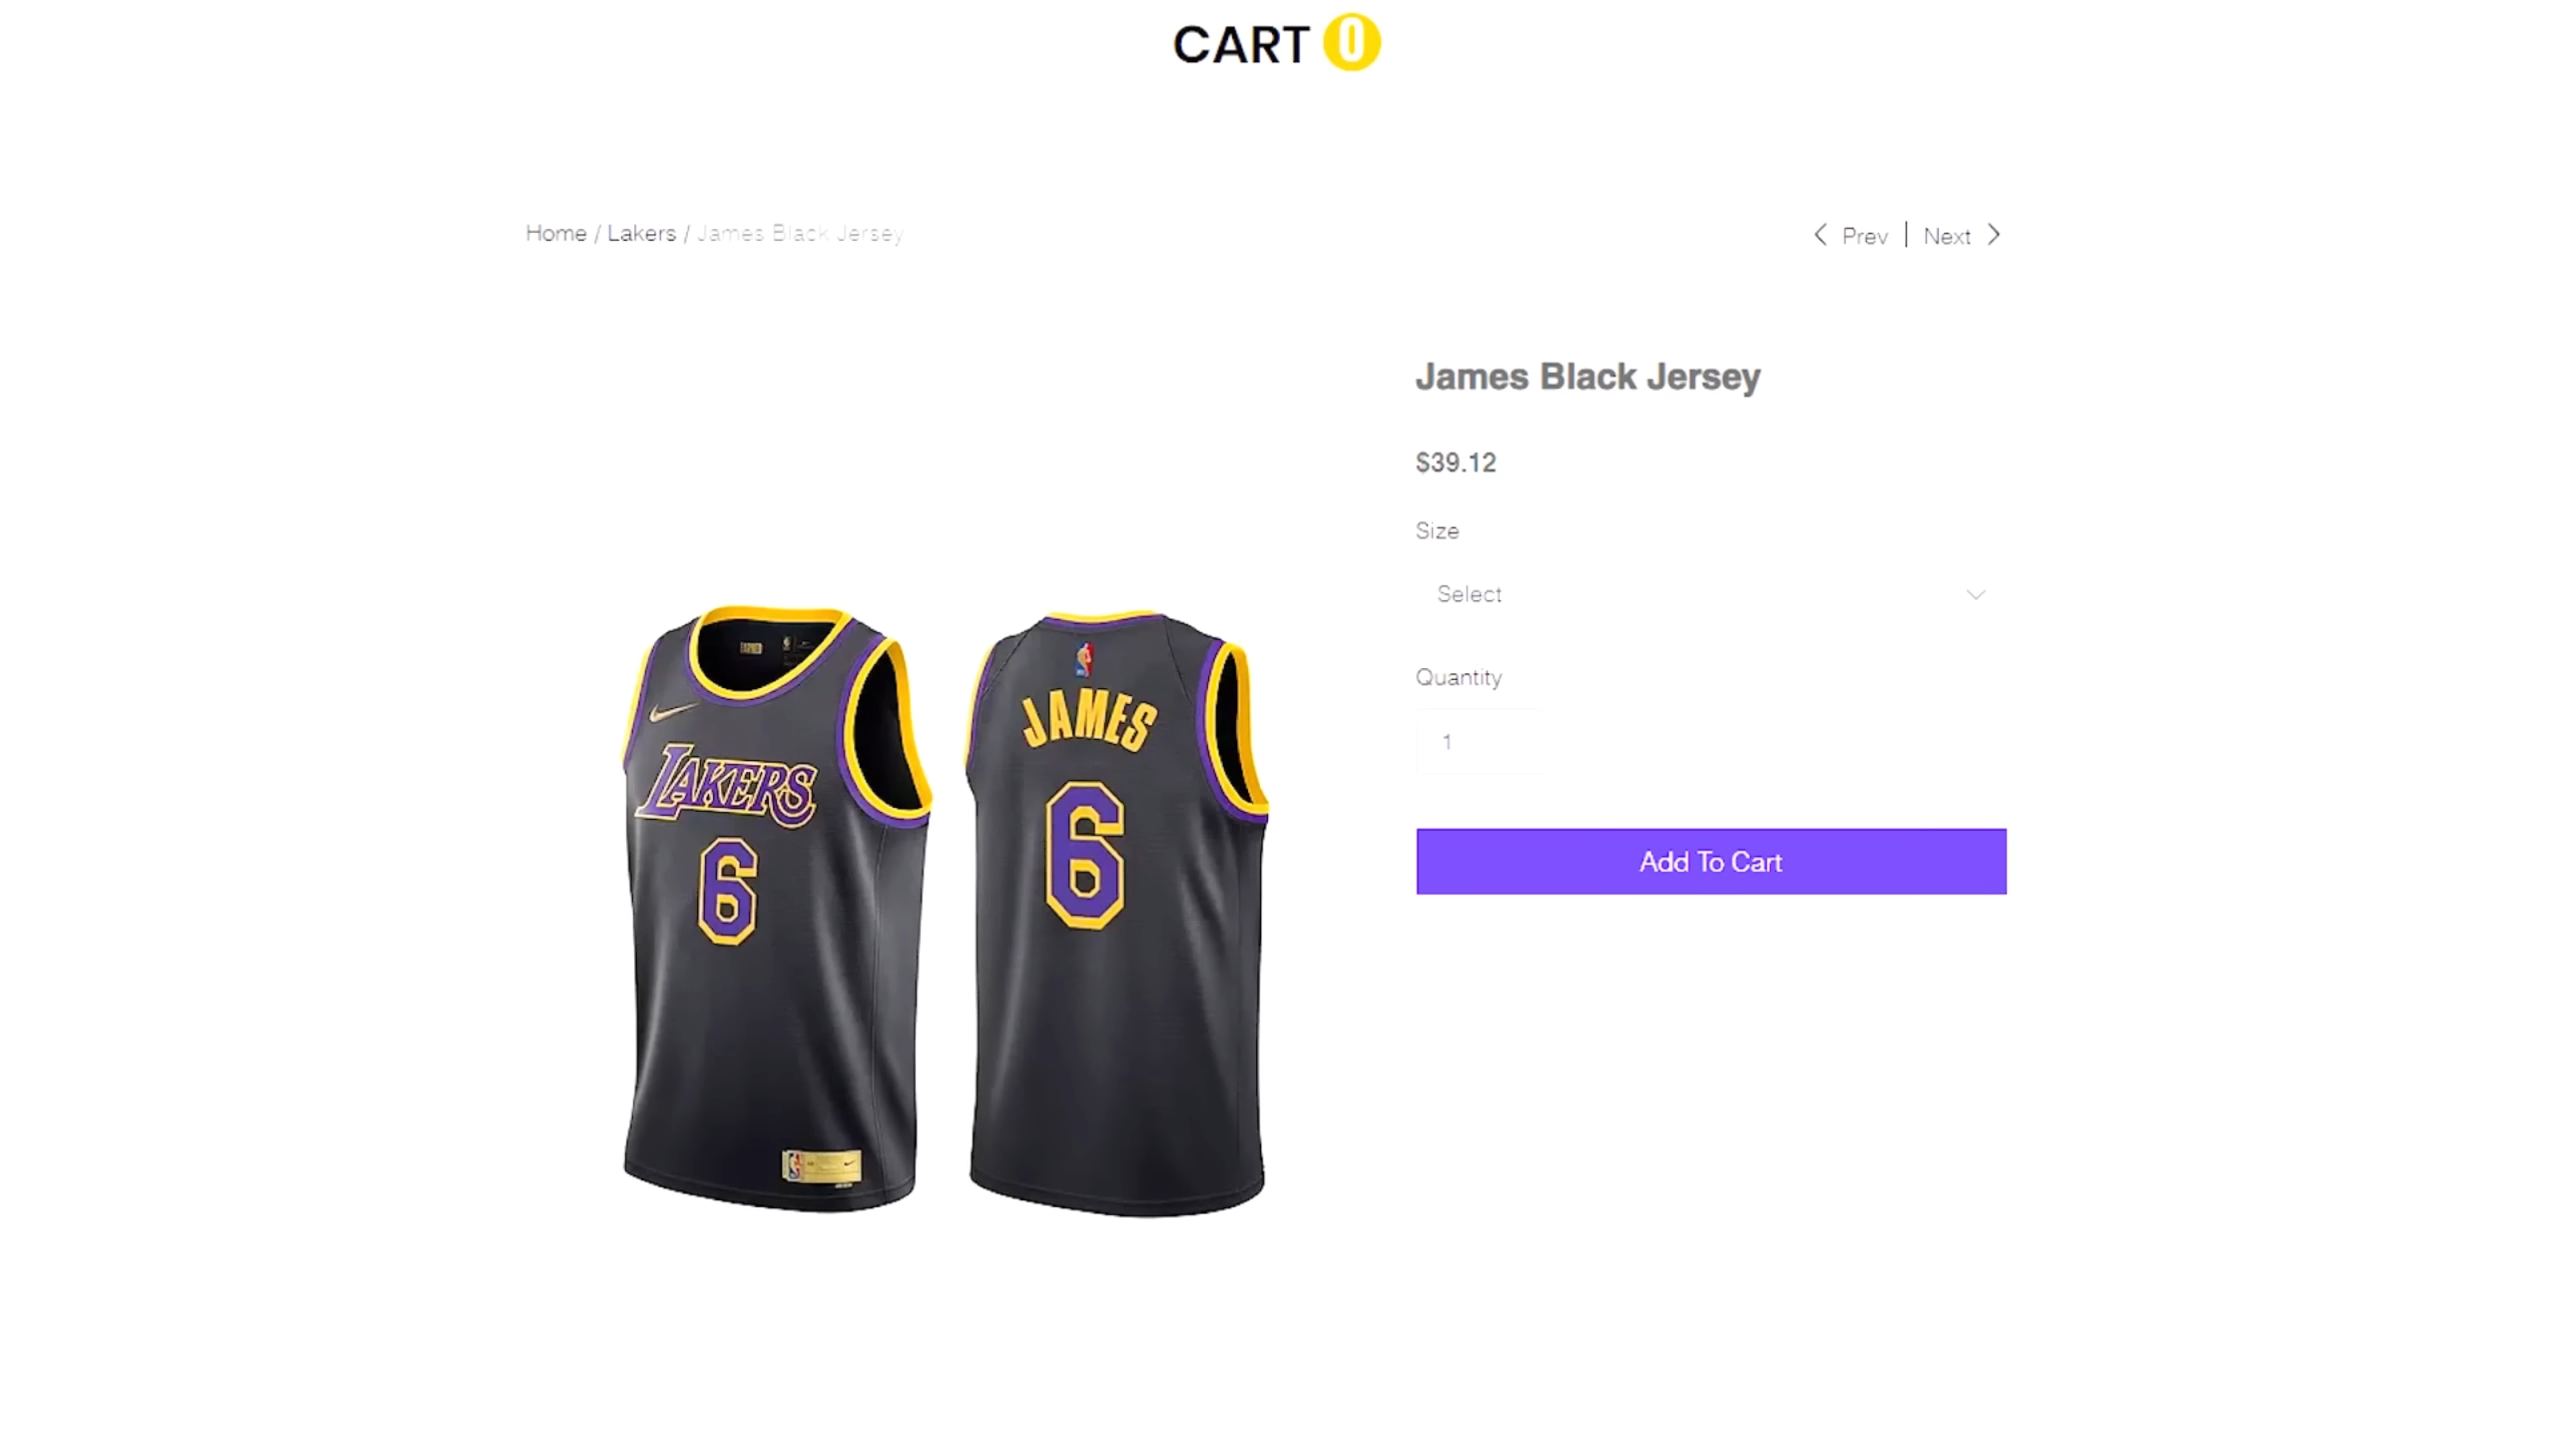 CART 0
Home / Lakers / James Black Jersey
Prev | Next
James Black Jersey
$39.12
Size
Select
Quantity
1
Add To Cart
LAKERS
6
JAMES
6